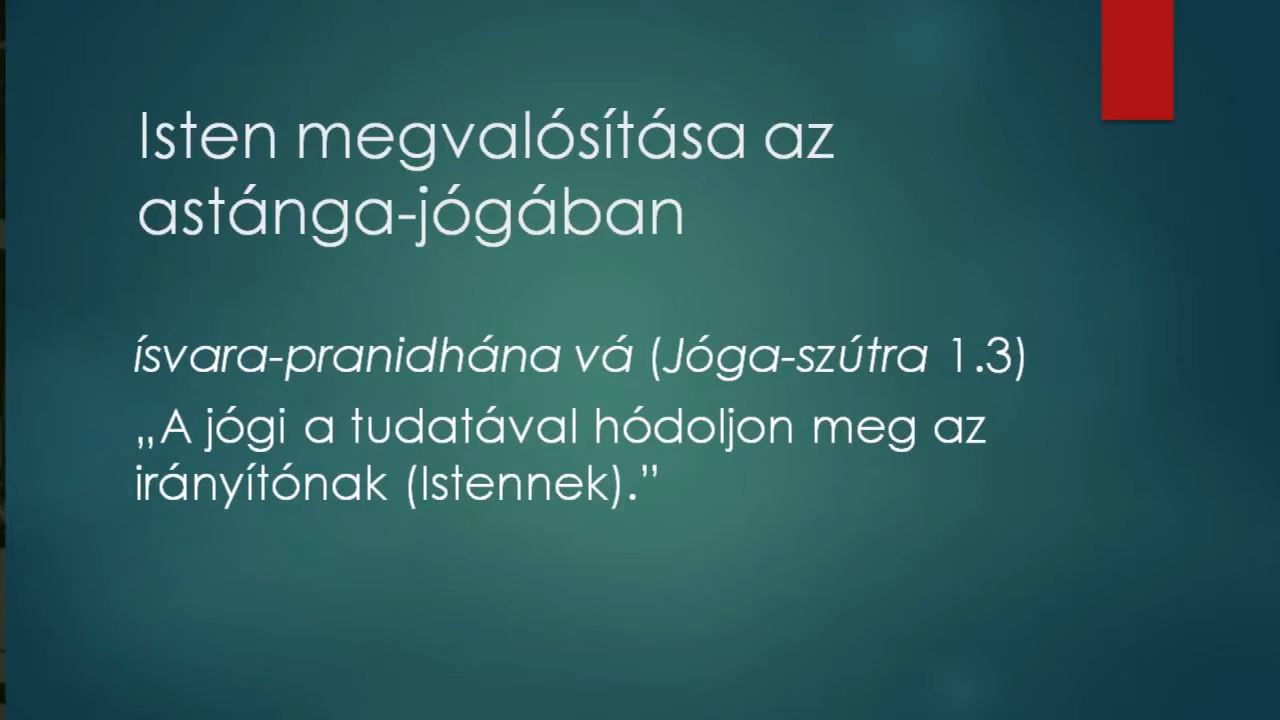 Isten megvalósítása az
astánga-jógában
ísvara-pranidhána vá (Jóga-szútra 1.3)
„A jógi a tudatával hódoljon meg az
irányítónak (Istennek).”